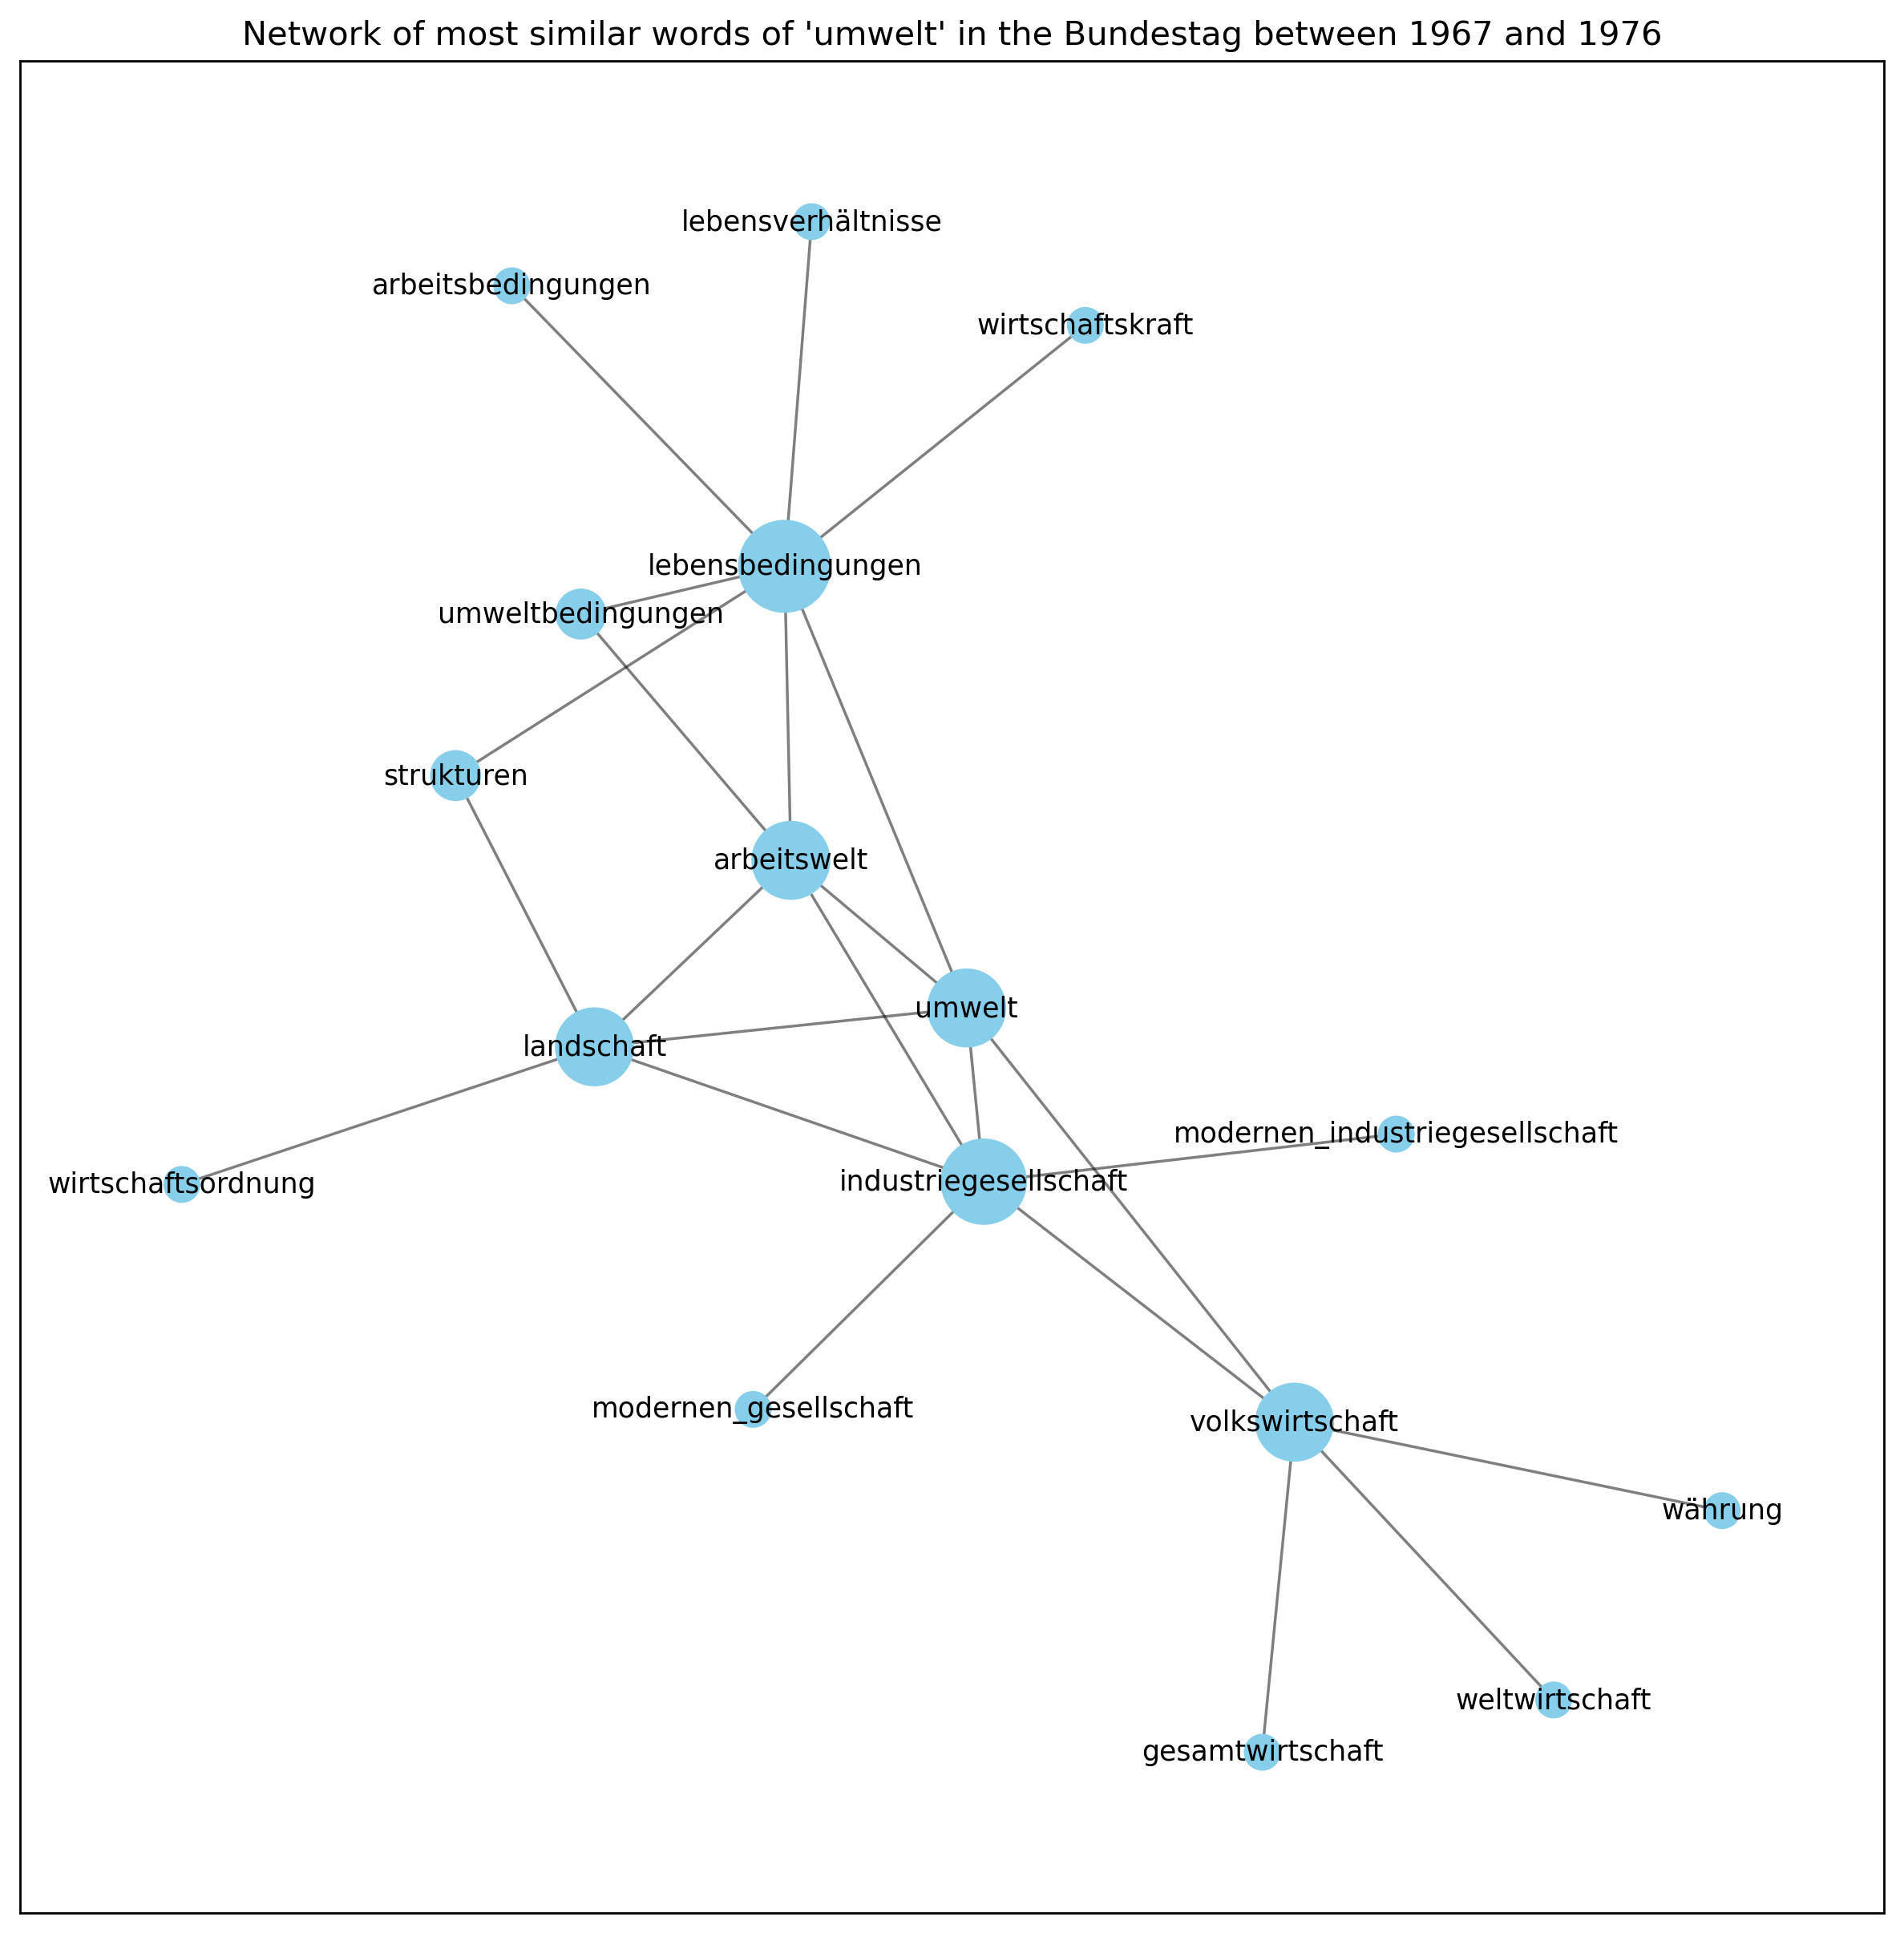 Network of most similar words of 'umwelt' in the Bundestag between 1967 and 1976
lebensverhältnisse
arbeitsbedingungen
wirtschaftskraft
lebensbedingungen
umweltbedingungen
strukturen
arbeitswelt
umwelt
landschaft
modernen_industriegesellschaft
industriegesellschaft
wirtschaftsordnung
modernen_gesellschaft
volkswirtschaft
währung
weltwirtschaft
gesamtwirtschaft